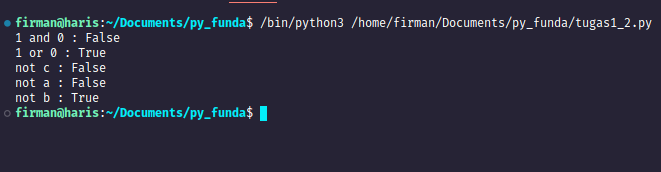 firman@haris:~/Documents/py_funda$ /bin/python3 /home/firman/Documents/py_funda/tugas1_2.py
1 and 0 : False
1 or 0 : True
not c : False
not a : False
not b : True
firman@haris:~/Documents/py_funda$